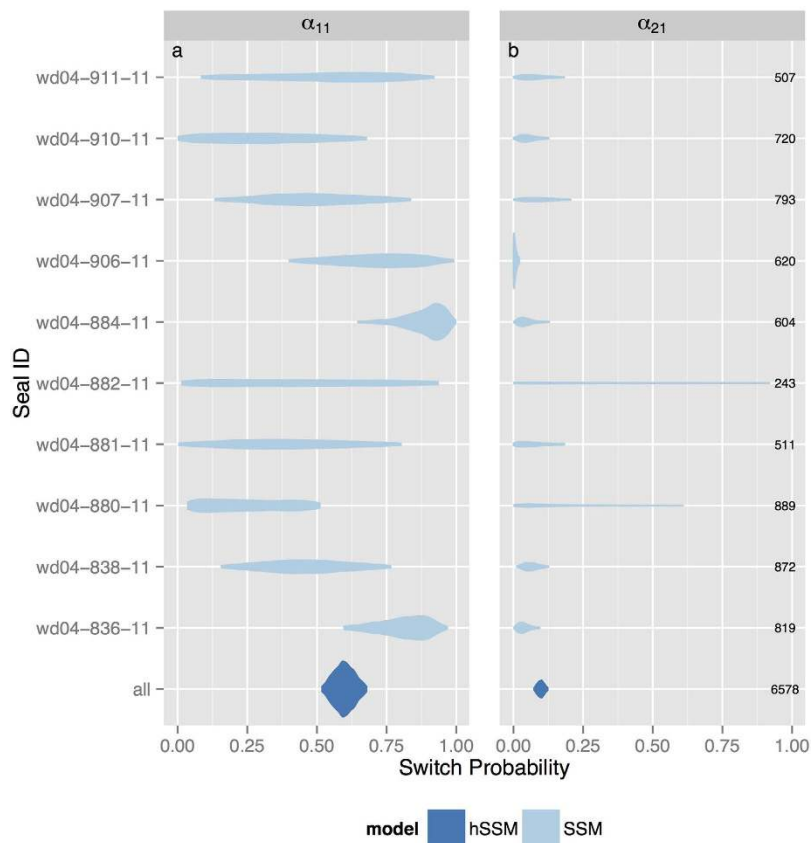 α11 α21
a b
wd04−911−11 507
wd04−910−11 720
wd04−907−11 793
wd04−906−11 620
wd04−884−11 604
wd04−882−11 243
wd04−881−11 511
wd04−880−11 889
wd04−838−11 872
wd04−836−11 819
all 6578
Seal ID
0.00 0.25 0.50 0.75 1.00 0.00 0.25 0.50 0.75 1.00
Switch Probability
model hSSM SSM